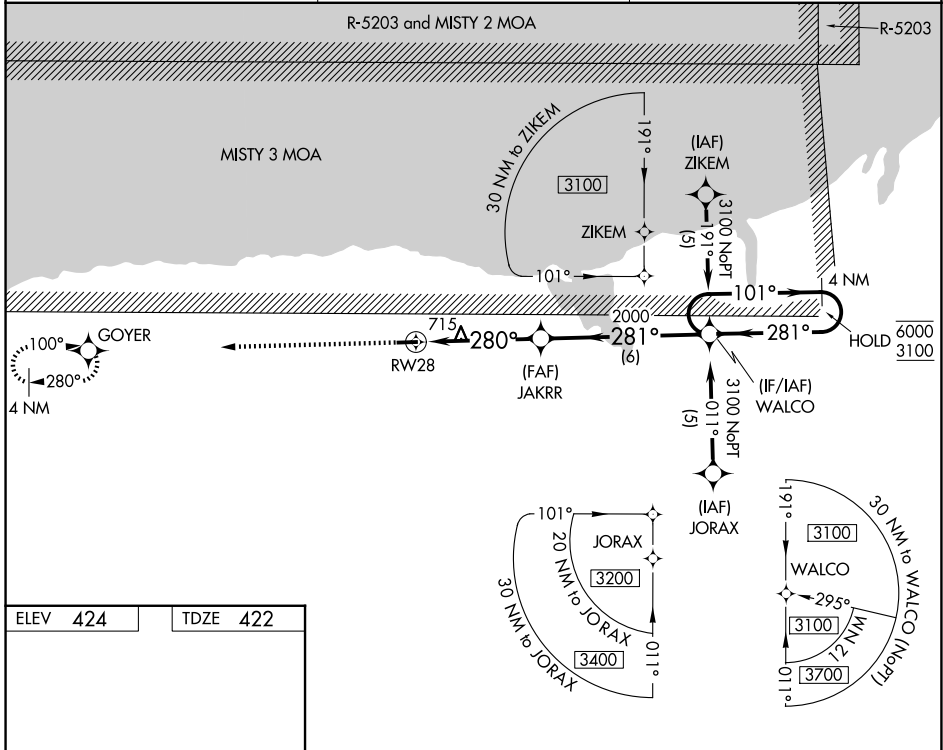 R-5203 and MISTY 2 MOA
R-5203
MISTY 3 MOA
30 NM to ZIKEM
191°
3100
ZIKEM
101°
(IAF)
ZIKEM
3100 NoPT
191°
(5)
4 NM
101°
2000
281°
(6)
281°
HOLD
6000
3100
715
280°
RW28
(FAF)
JAKRR
(IF/IAF)
WALCO
100°
GOYER
280°
4 NM
3100 NoPT
011°
(5)
(IAF)
JORAX
101°
JORAX
20 NM to JORAX
3200
30 NM to JORAX
3400
011°
191°
3100
30 NM to WALCO (NoPT)
WALCO
295°
3100
12 NM
3700
011°
ELEV 424
TDZE 422